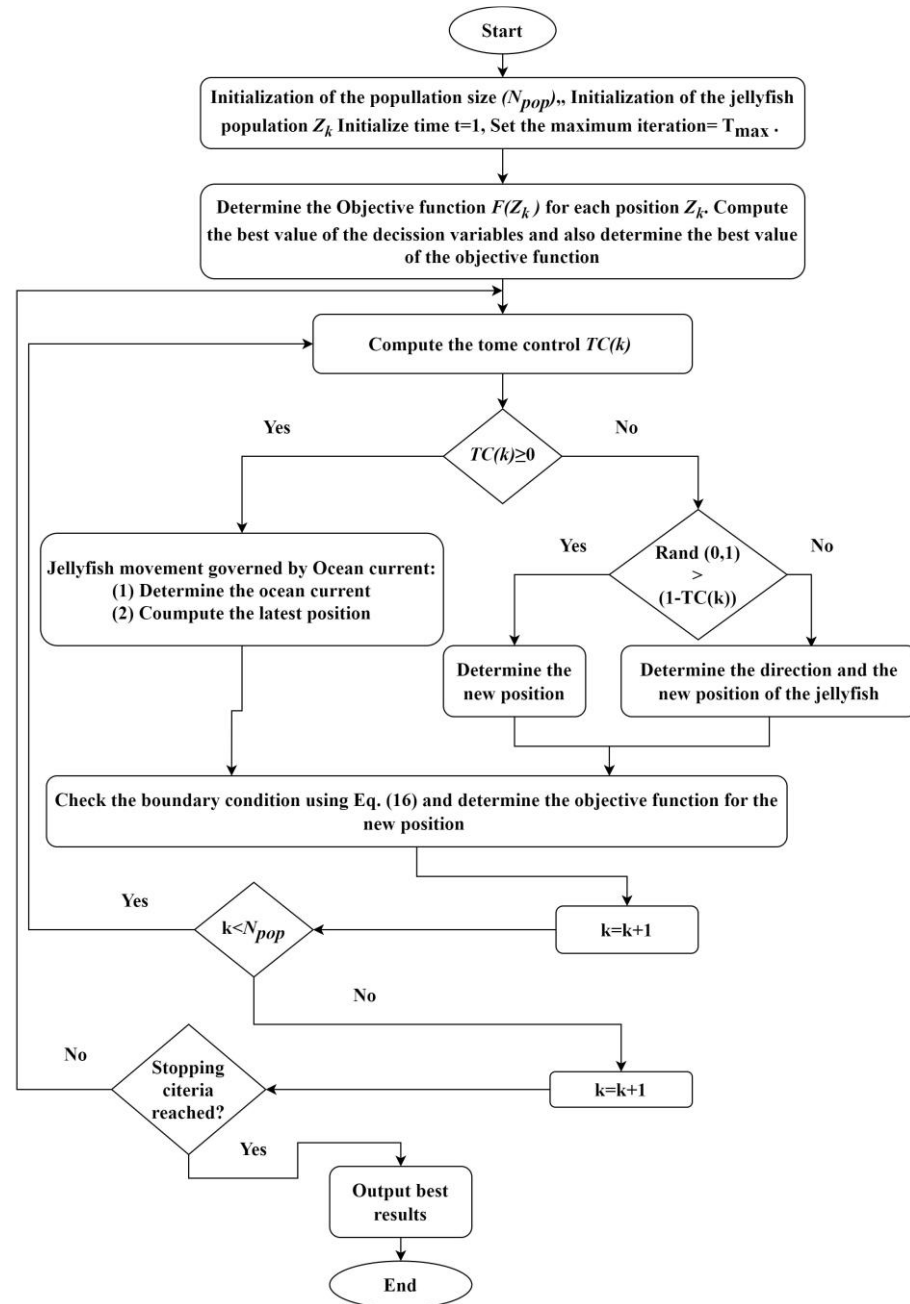 Start
Initialization of the popullation size (Npop),, Initialization of the jellyfish
population Zk Initialize time t=1, Set the maximum iteration= Tmax .
Determine the Objective function F(Zk ) for each position Zk. Compute
the best value of the decission variables and also determine the best value
of the objective function
Compute the tome control TC(k)
Yes
No
TC(k)≥0
Yes
Rand (0,1)
>
(1-TC(k))
No
Jellyfish movement governed by Ocean current:
(1) Determine the ocean current
(2) Coumpute the latest position
Determine the
new position
Determine the direction and the
new position of the jellyfish
Check the boundary condition using Eq. (16) and determine the objective function for the
new position
Yes
k<Npop
k=k+1
No
No
Stopping
citeria
reached?
k=k+1
Yes
Output best
results
End